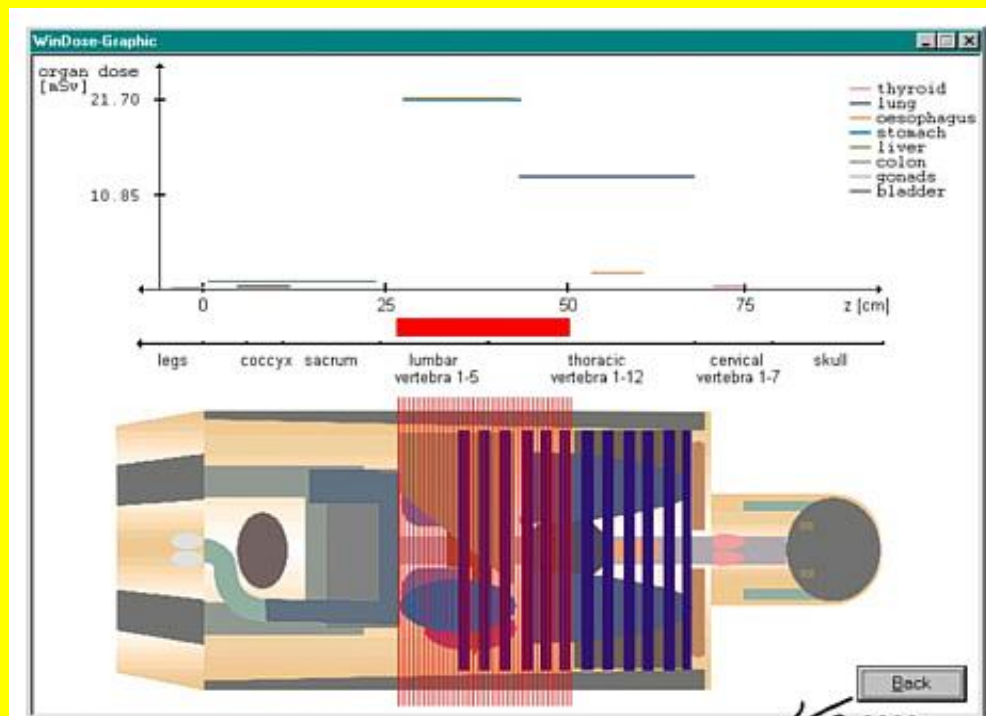 WinDose-Graphic
organ dose
[mSv]
21.70
10.85
thyroid
lung
oesophagus
stomach
liver
colon
gonads
bladder
0 25 50 75 z [cm]
legs coccyx sacrum lumbar thoracic cervical skull
vertebra 1-5 vertebra 1-12 vertebra 1-7
Back